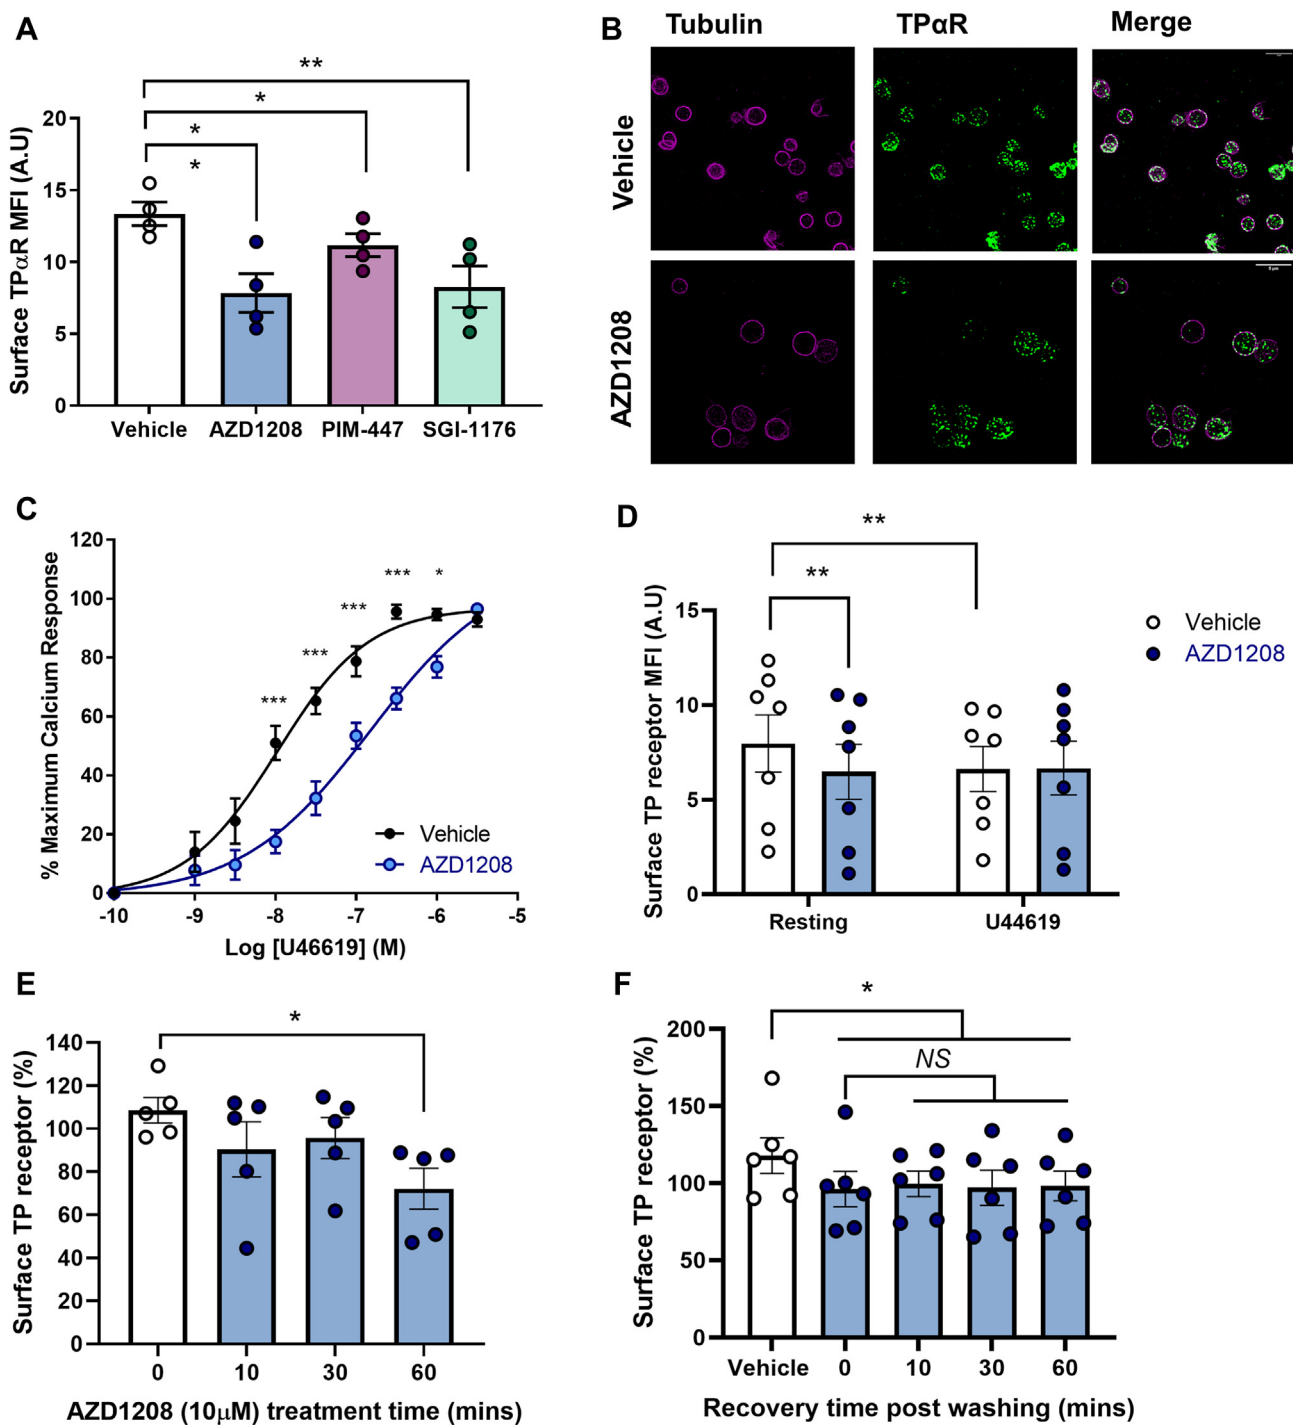 A
Surface TPαR MFI (A.U)
20
15
10
5
0
**
*
*
*
Vehicle AZD1208 PIM-447 SGI-1176
B
Tubulin TPαR Merge
Vehicle
AZD1208
C
% Maximum Calcium Response
120
100
80
60
40
20
0
*** *** *** *** *
Vehicle
AZD1208
-10 -9 -8 -7 -6 -5
Log [U46619] (M)
D
Surface TP receptor MFI (A.U)
15
10
5
0
**
**
Vehicle
AZD1208
Resting U44619
E
Surface TP receptor (%)
140
120
100
80
60
40
20
0
*
0 10 30 60
AZD1208 (10μM) treatment time (mins)
F
Surface TP receptor (%)
200
150
100
50
0
*
NS
Vehicle 0 10 30 60
Recovery time post washing (mins)